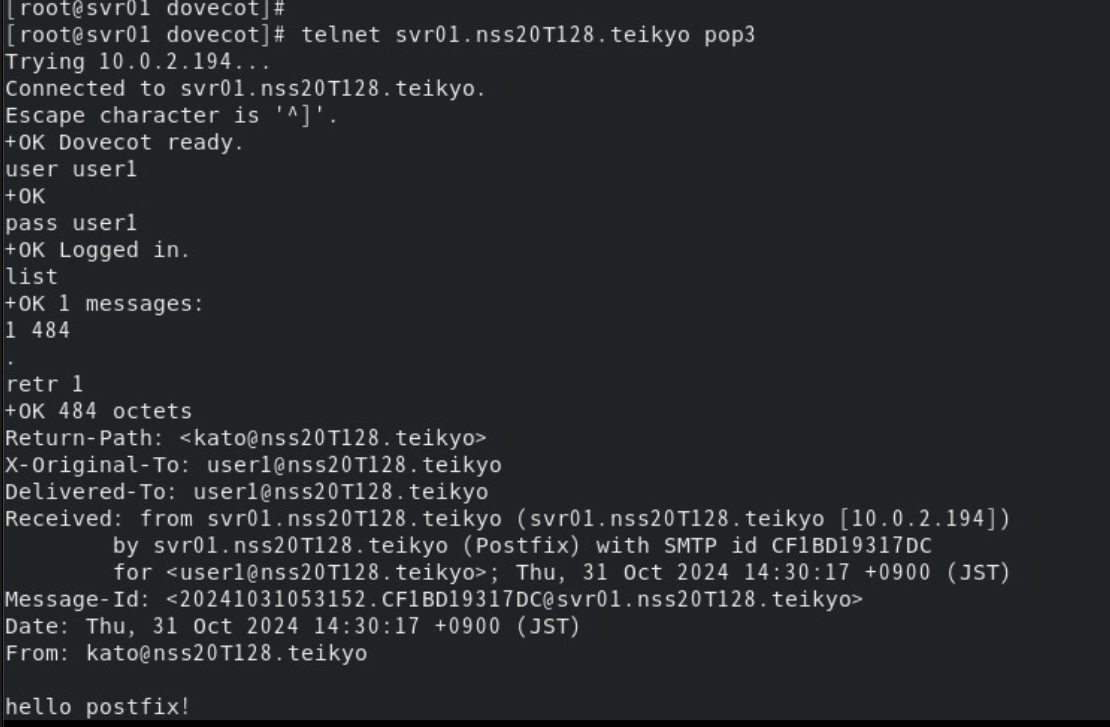 [root@svr01 dovecot]#
[root@svr01 dovecot]# telnet svr01.nss20T128.teikyo pop3
Trying 10.0.2.194...
Connected to svr01.nss20T128.teikyo.
Escape character is '^]'.
+OK Dovecot ready.
user user1
+OK
pass user1
+OK Logged in.
list
+OK 1 messages:
1 484
.
retr 1
+OK 484 octets
Return-Path: <kato@nss20T128.teikyo>
X-Original-To: user1@nss20T128.teikyo
Delivered-To: user1@nss20T128.teikyo
Received: from svr01.nss20T128.teikyo (svr01.nss20T128.teikyo [10.0.2.194])
        by svr01.nss20T128.teikyo (Postfix) with SMTP id CF1BD19317DC
        for <user1@nss20T128.teikyo>; Thu, 31 Oct 2024 14:30:17 +0900 (JST)
Message-Id: <20241031053152.CF1BD19317DC@svr01.nss20T128.teikyo>
Date: Thu, 31 Oct 2024 14:30:17 +0900 (JST)
From: kato@nss20T128.teikyo

hello postfix!